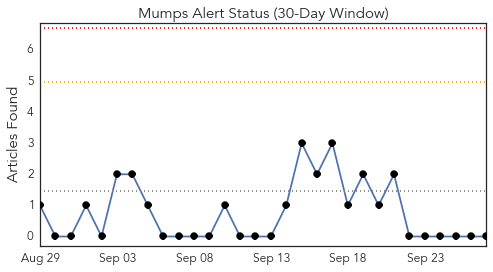 Mumps Alert Status (30-Day Window)
Articles Found
6
5
4
3
2
1
0
Aug 29 Sep 03 Sep 08 Sep 13 Sep 18 Sep 23